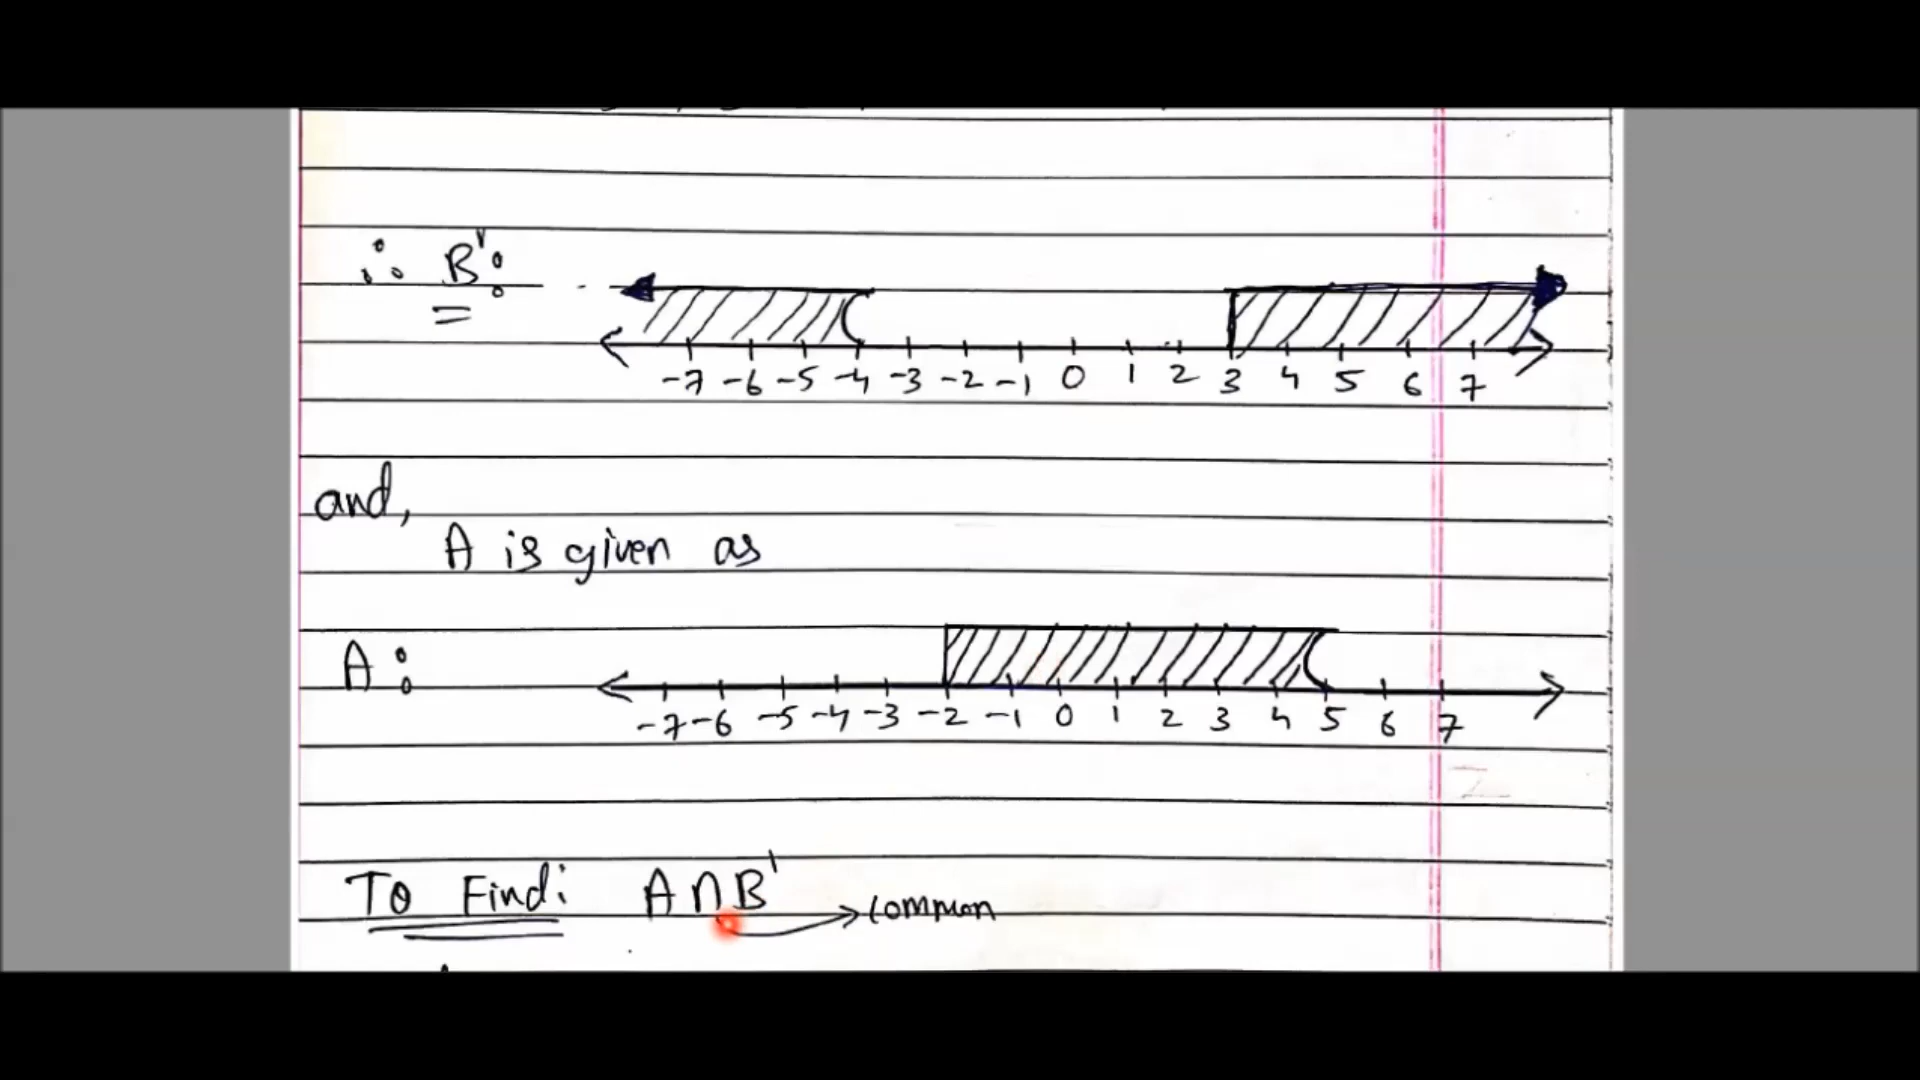 ∴ B':
-7 -6 -5 -4 -3 -2 -1 0 1 2 3 4 5 6 7
and,
A is given as
A:
-7 -6 -5 -4 -3 -2 -1 0 1 2 3 4 5 6 7
To Find: A∩B' → common